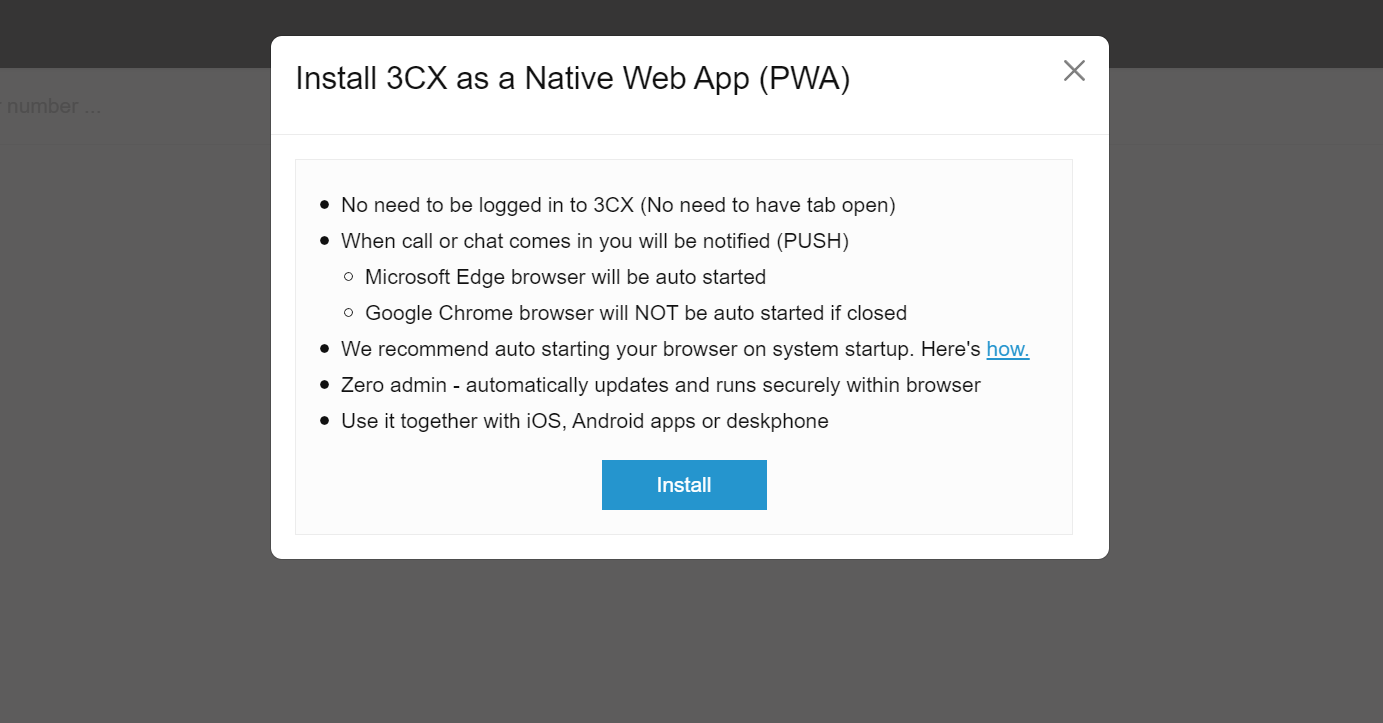 Install 3CX as a Native Web App (PWA)
number ...
No need to be logged in to 3CX (No need to have tab open)
When call or chat comes in you will be notified (PUSH)
Microsoft Edge browser will be auto started
Google Chrome browser will NOT be auto started if closed
We recommend auto starting your browser on system startup. Here's how.
Zero admin - automatically updates and runs securely within browser
Use it together with iOS, Android apps or deskphone
Install